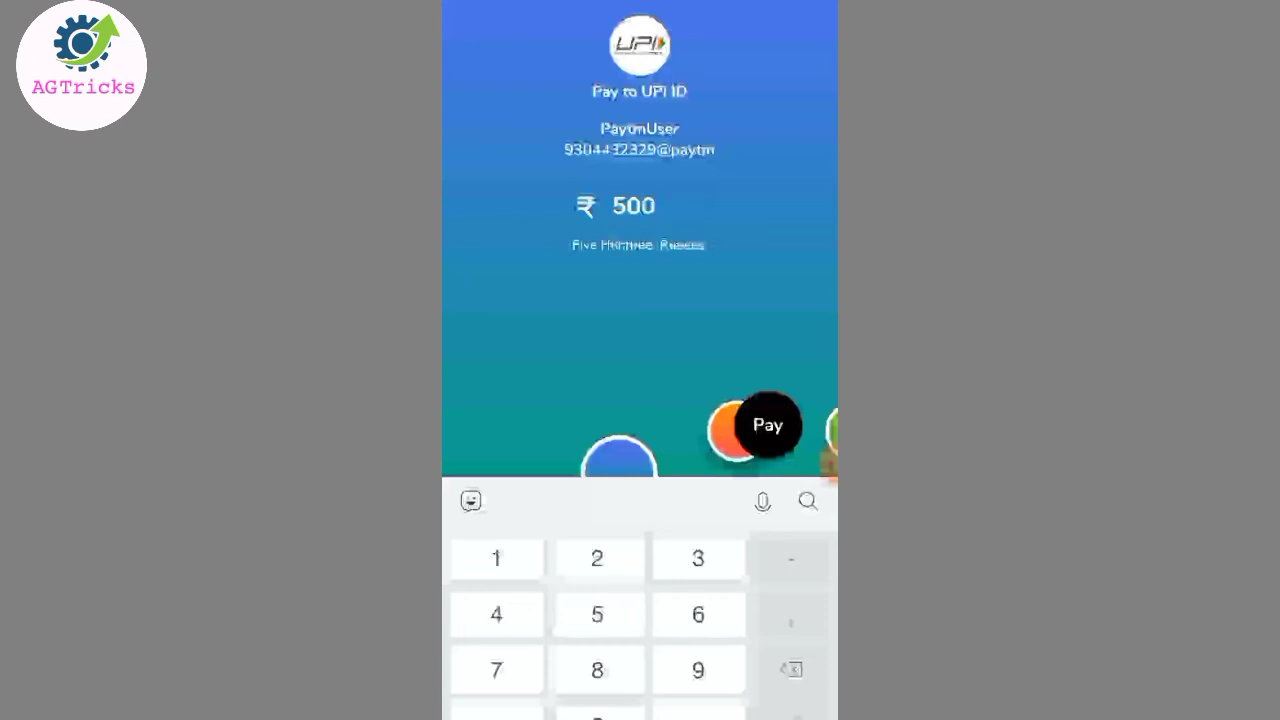 AGTricks
UPI
Pay to UPI ID
PaytmUser
@paytm
₹ 500
Five Rupees
Pay
1 2 3 -
4 5 6 ,
7 8 9